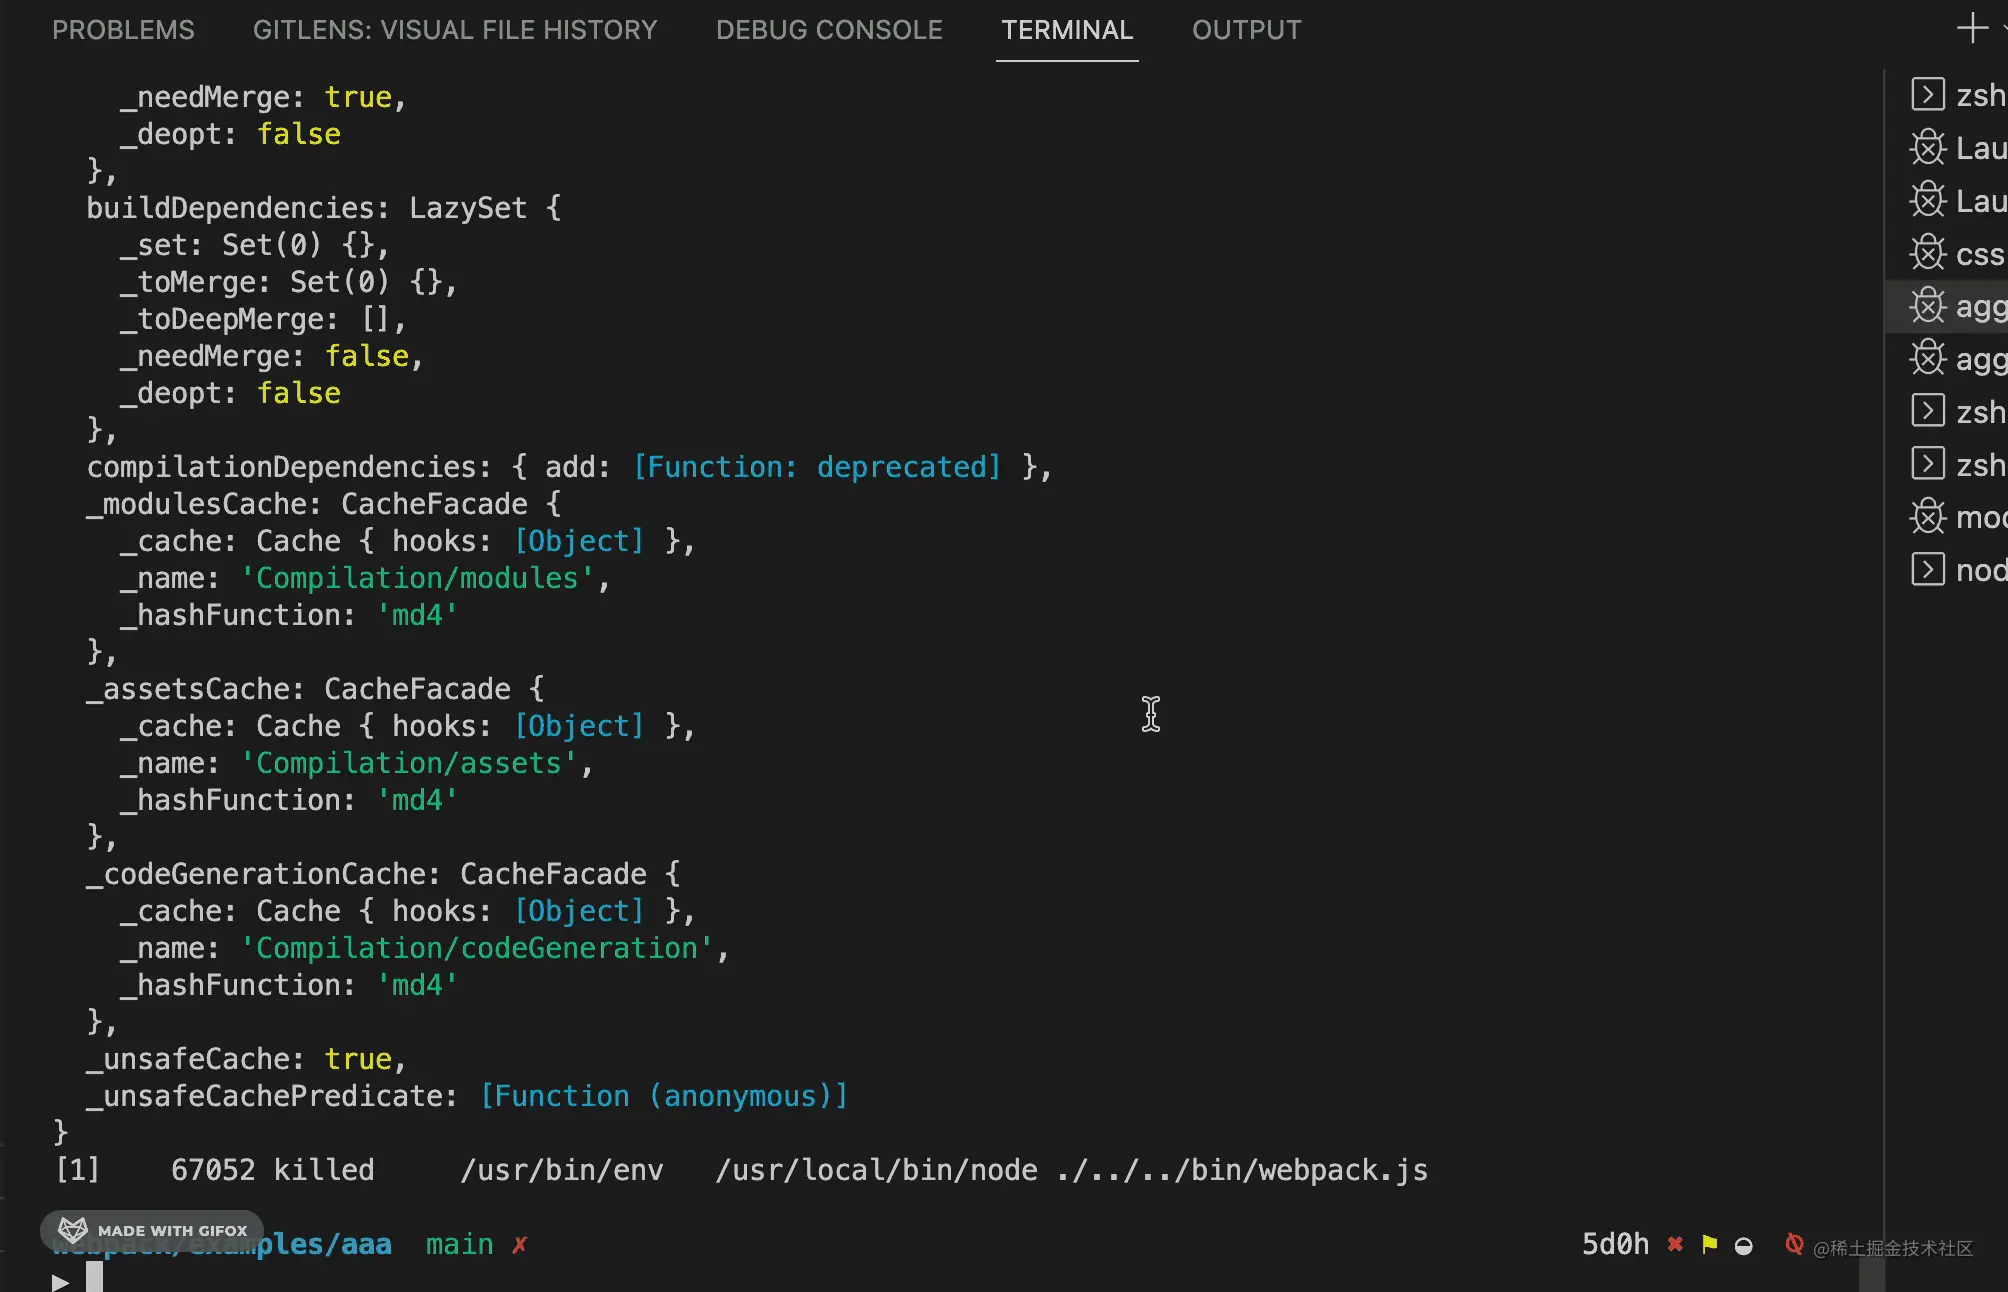 PROBLEMS GITLENS: VISUAL FILE HISTORY DEBUG CONSOLE TERMINAL OUTPUT
_needMerge: true,
_deopt: false
},
buildDependencies: LazySet {
_set: Set(0) {},
_toMerge: Set(0) {},
_toDeepMerge: [],
_needMerge: false,
_deopt: false
},
compilationDependencies: { add: [Function: deprecated] },
_modulesCache: CacheFacade {
_cache: Cache { hooks: [Object] },
_name: 'Compilation/modules',
_hashFunction: 'md4'
},
_assetsCache: CacheFacade {
_cache: Cache { hooks: [Object] },
_name: 'Compilation/assets',
_hashFunction: 'md4'
},
_codeGenerationCache: CacheFacade {
_cache: Cache { hooks: [Object] },
_name: 'Compilation/codeGeneration',
_hashFunction: 'md4'
},
_unsafeCache: true,
_unsafeCachePredicate: [Function (anonymous)]
}
[1] 67052 killed /usr/bin/env /usr/local/bin/node ./../../bin/webpack.js
MADE WITH GIFOX
webpack/examples/aaa main ✗ 5d0h ✖
@稀土掘金技术社区
zsh
Lau
Lau
css
agg
agg
zsh
zsh
moc
nod